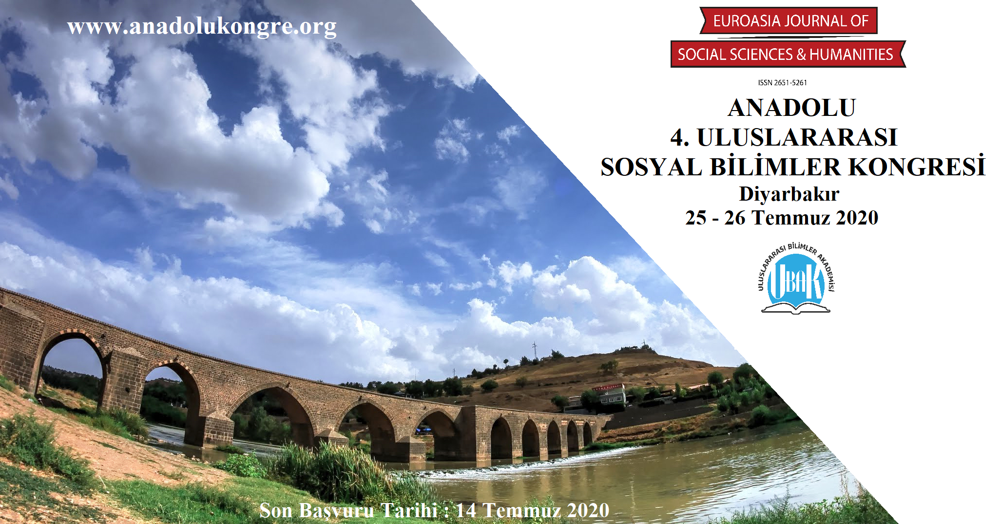 www.anadolukongre.org
EUROASIA JOURNAL OF
SOCIAL SCIENCES & HUMANITIES
ISSN 2651-5261
ANADOLU
4. ULUSLARARASI
SOSYAL BİLİMLER KONGRESİ
Diyarbakır
25 - 26 Temmuz 2020
ULUSLARARASI BİLİMLER AKADEMİSİ
UBAK
Son Başvuru Tarihi : 14 Temmuz 2020